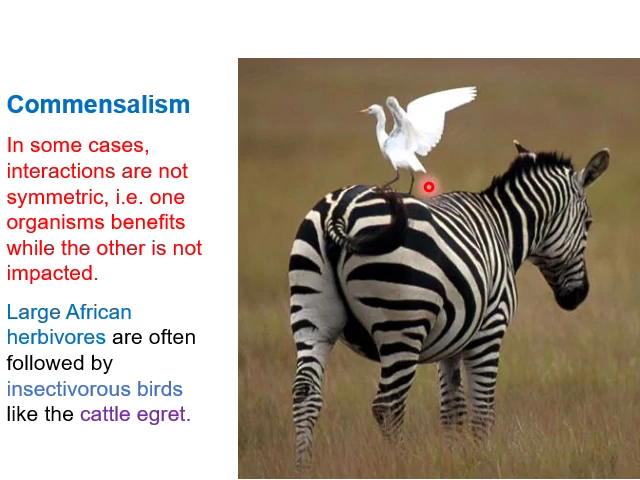 Commensalism
In some cases,
interactions are not
symmetric, i.e. one
organisms benefits
while the other is not
impacted.
Large African
herbivores are often
followed by
insectivorous birds
like the cattle egret.